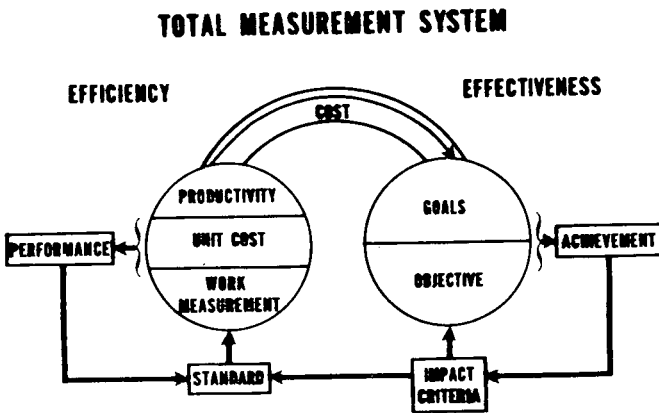 TOTAL MEASUREMENT SYSTEM
EFFICIENCY
EFFECTIVENESS
COST
PRODUCTIVITY
UNIT COST
WORK
MEASUREMENT
GOALS
OBJECTIVE
PERFORMANCE
ACHIEVEMENT
STANDARD
IMPACT
CRITERIA